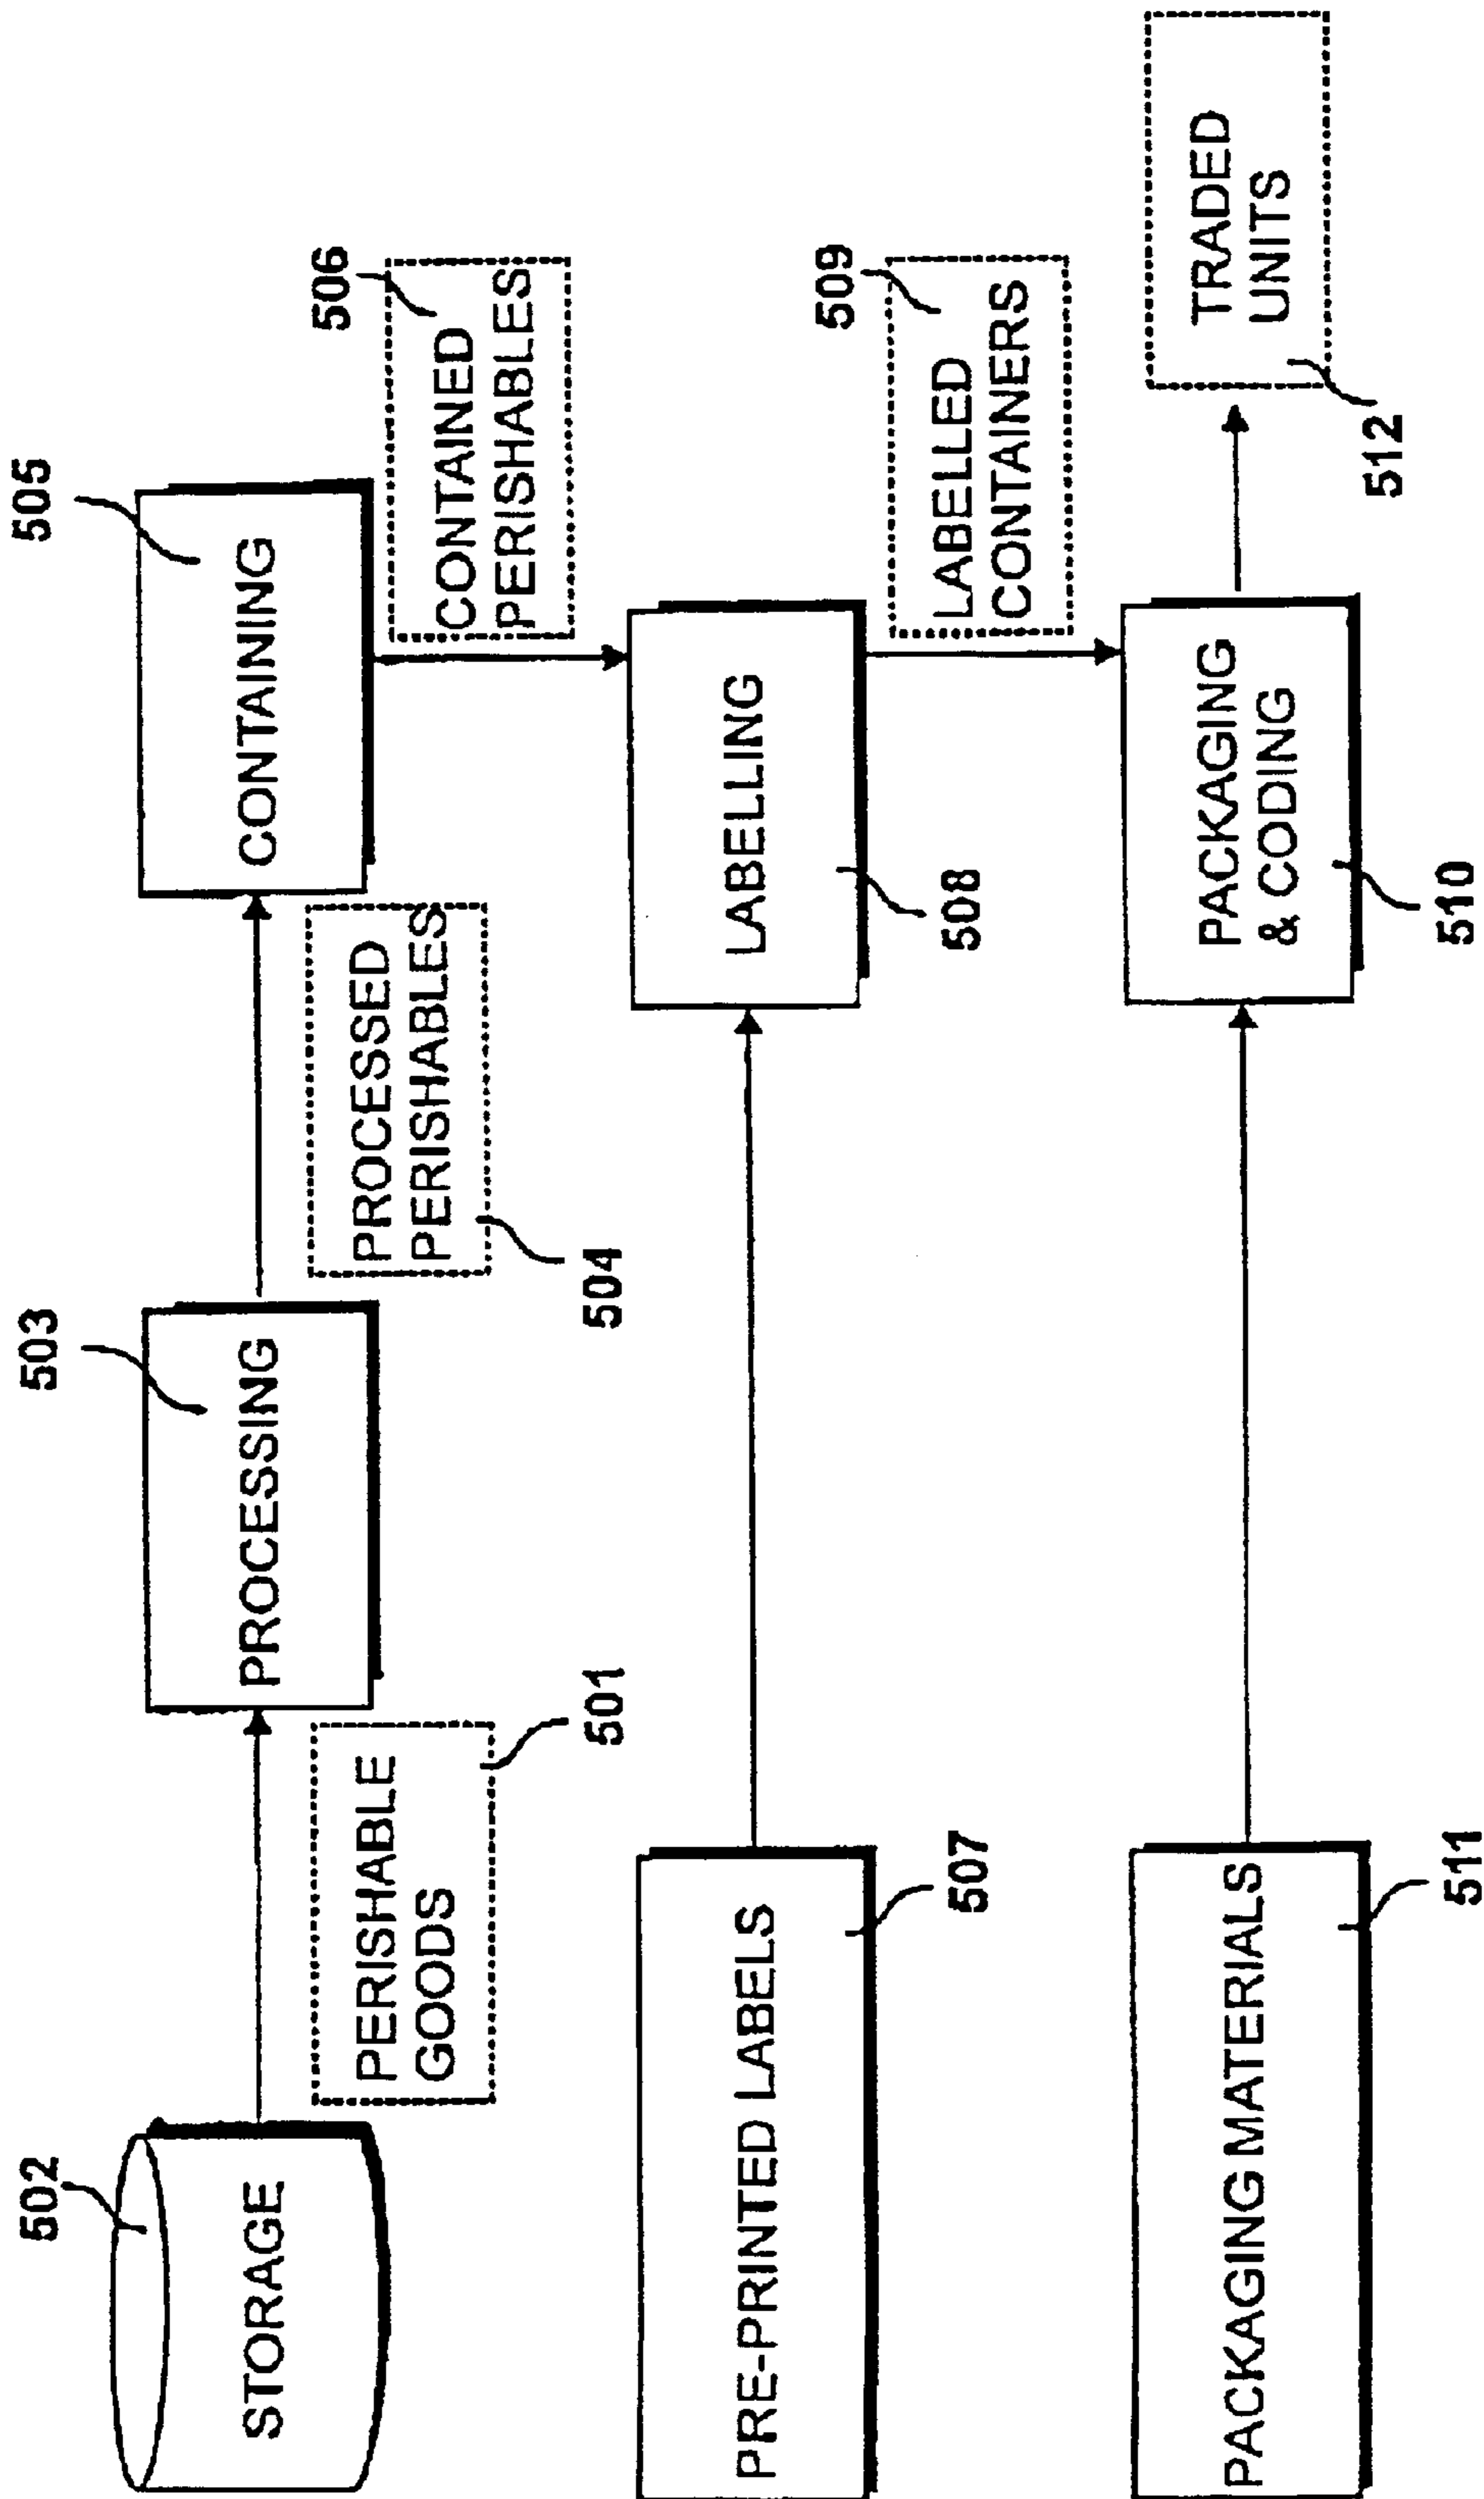 502
STORAGE
PERISHABLE
GOODS
501
503
PROCESSING
PROCESSED
PERISHABLES
504
505
CONTAINING
506
CONTAINED
PERISHABLES
PRE-PRINTED LABELS
507
LABELLING
508
509
LABELLED
CONTAINERS
PACKAGING MATERIALS
511
PACKAGING
& CODING
510
TRADED
UNITS
512